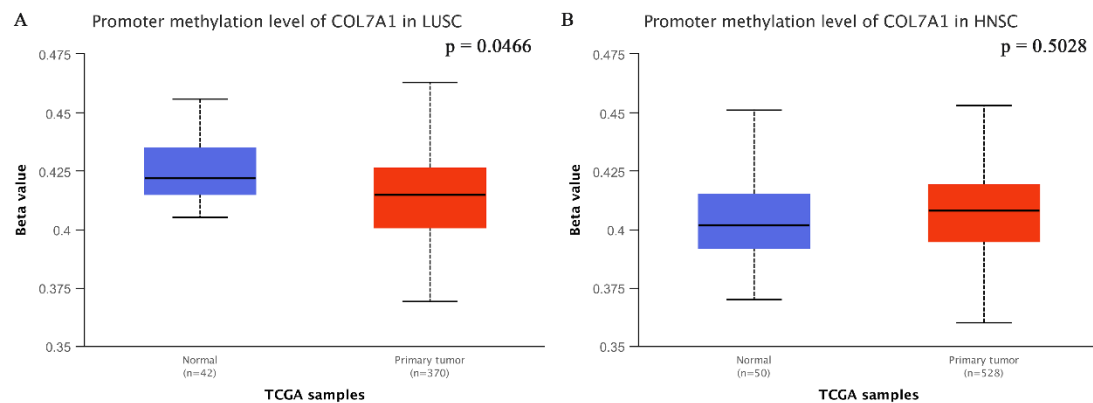 A
Promoter methylation level of COL7A1 in LUSC
p = 0.0466
0.475
0.45
0.425
0.4
0.375
0.35
Beta value
Normal
(n=42)
Primary tumor
(n=370)
TCGA samples
B
Promoter methylation level of COL7A1 in HNSC
p = 0.5028
0.475
0.45
0.425
0.4
0.375
0.35
Beta value
Normal
(n=50)
Primary tumor
(n=528)
TCGA samples